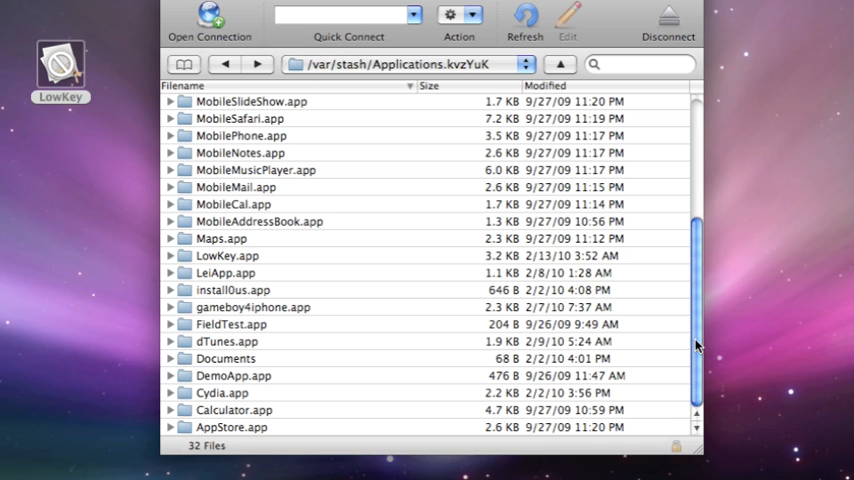 Open Connection
Quick Connect
Action
Refresh
Edit
Disconnect
/var/stash/Applications.kvzYuK
LowKey
Filename Size Modified
MobileSlideShow.app 1.7 KB 9/27/09 11:20 PM
MobileSafari.app 7.2 KB 9/27/09 11:19 PM
MobilePhone.app 3.5 KB 9/27/09 11:17 PM
MobileNotes.app 2.6 KB 9/27/09 11:17 PM
MobileMusicPlayer.app 6.0 KB 9/27/09 11:17 PM
MobileMail.app 2.6 KB 9/27/09 11:15 PM
MobileCal.app 1.7 KB 9/27/09 11:14 PM
MobileAddressBook.app 1.3 KB 9/27/09 10:56 PM
Maps.app 2.3 KB 9/27/09 11:12 PM
LowKey.app 3.2 KB 2/13/10 3:52 AM
LeiApp.app 1.1 KB 2/8/10 1:28 AM
install0us.app 646 B 2/2/10 4:08 PM
gameboy4iphone.app 2.3 KB 2/7/10 7:37 AM
FieldTest.app 204 B 9/26/09 9:49 AM
dTunes.app 1.9 KB 2/9/10 5:24 AM
Documents 68 B 2/2/10 4:01 PM
DemoApp.app 476 B 9/26/09 11:47 AM
Cydia.app 2.2 KB 2/2/10 3:56 PM
Calculator.app 4.7 KB 9/27/09 10:59 PM
AppStore.app 2.6 KB 9/27/09 11:20 PM
32 Files